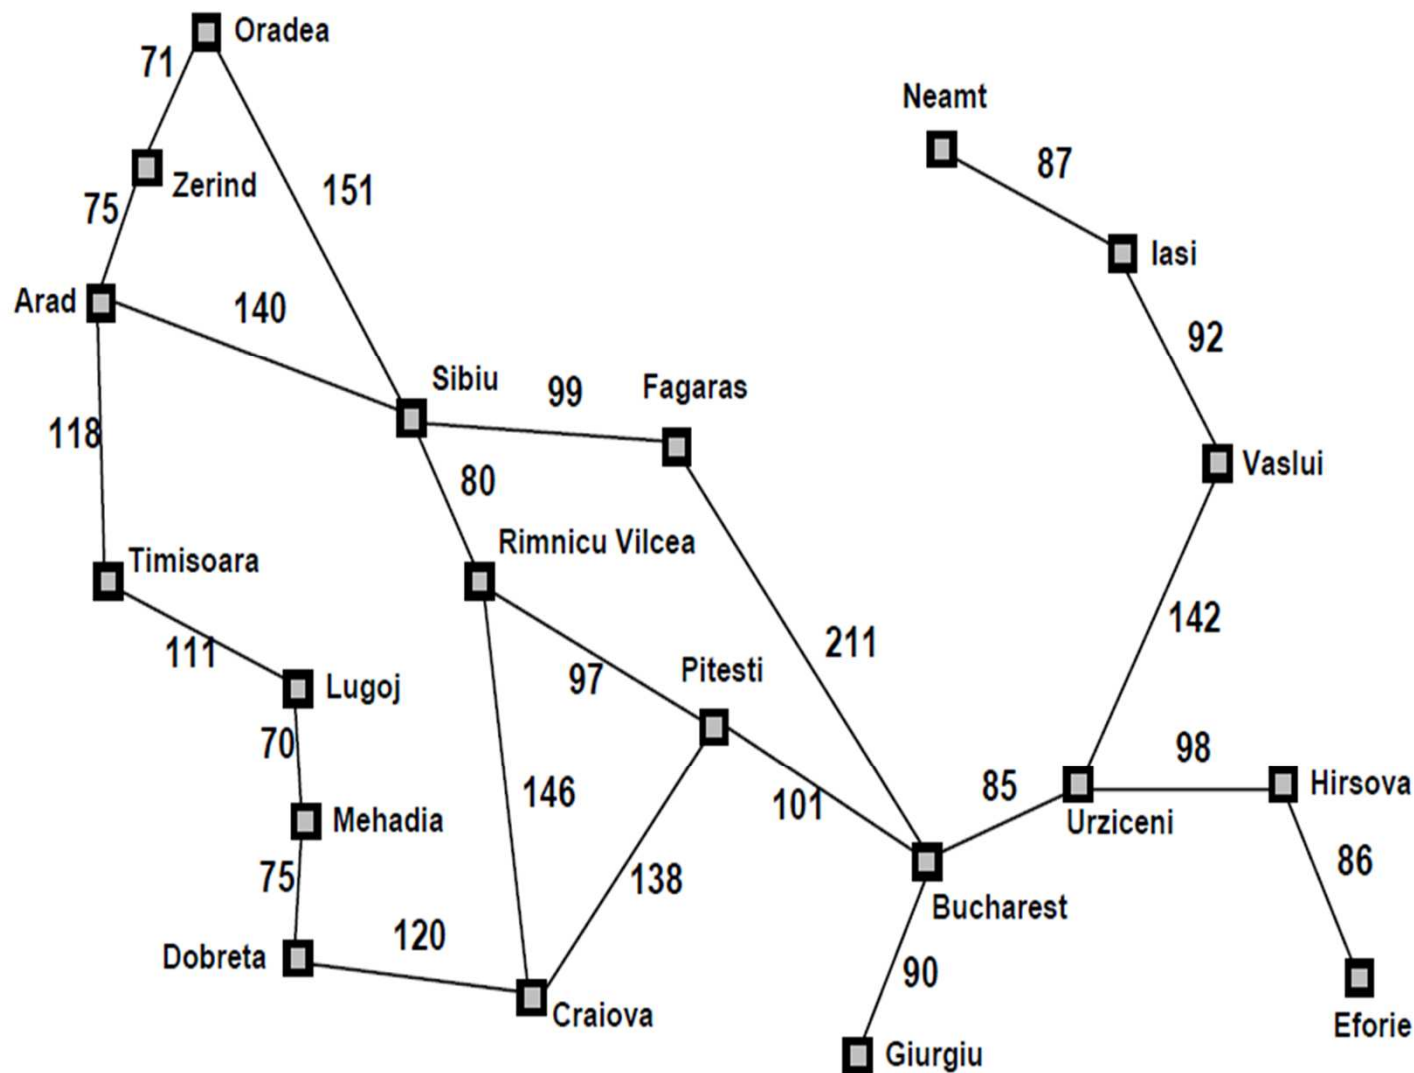 Oradea
71
Neamt
87
Zerind
151
75
Iasi
Arad
140
92
Sibiu
99
Fagaras
118
80
Vaslui
Rimnicu Vilcea
Timisoara
142
111
211
97
Pitesti
Lugoj
70
98
Hirsova
146
101
85
Mehadia
Urziceni
75
138
86
Bucharest
120
Dobreta
90
Craiova
Eforie
Giurgiu